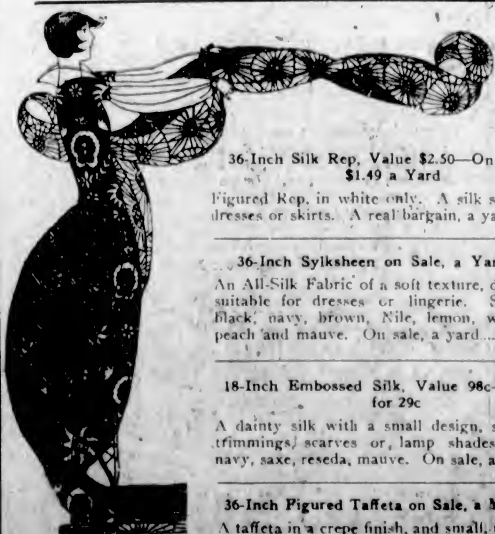 36-Inch Silk Rep, Value $2.50—On
$1.49 a Yard
Figured Rep, in white only. A silk s
dresses or skirts. A real bargain, a ya
36-Inch Sylksheen on Sale, a Yar
An All-Silk Fabric of a soft texture, d
suitable for dresses or lingerie. S
black, navy, brown, Nile, lemon, w
peach and mauve. On sale, a yard...
18-Inch Embossed Silk, Value 98c—
for 29c
A dainty silk with a small design, s
trimmings, scarves or lamp shades
navy, saxe, reseda, mauve. On sale, a
36-Inch Figured Taffeta on Sale, a
A taffeta in a crepe finish, and small,